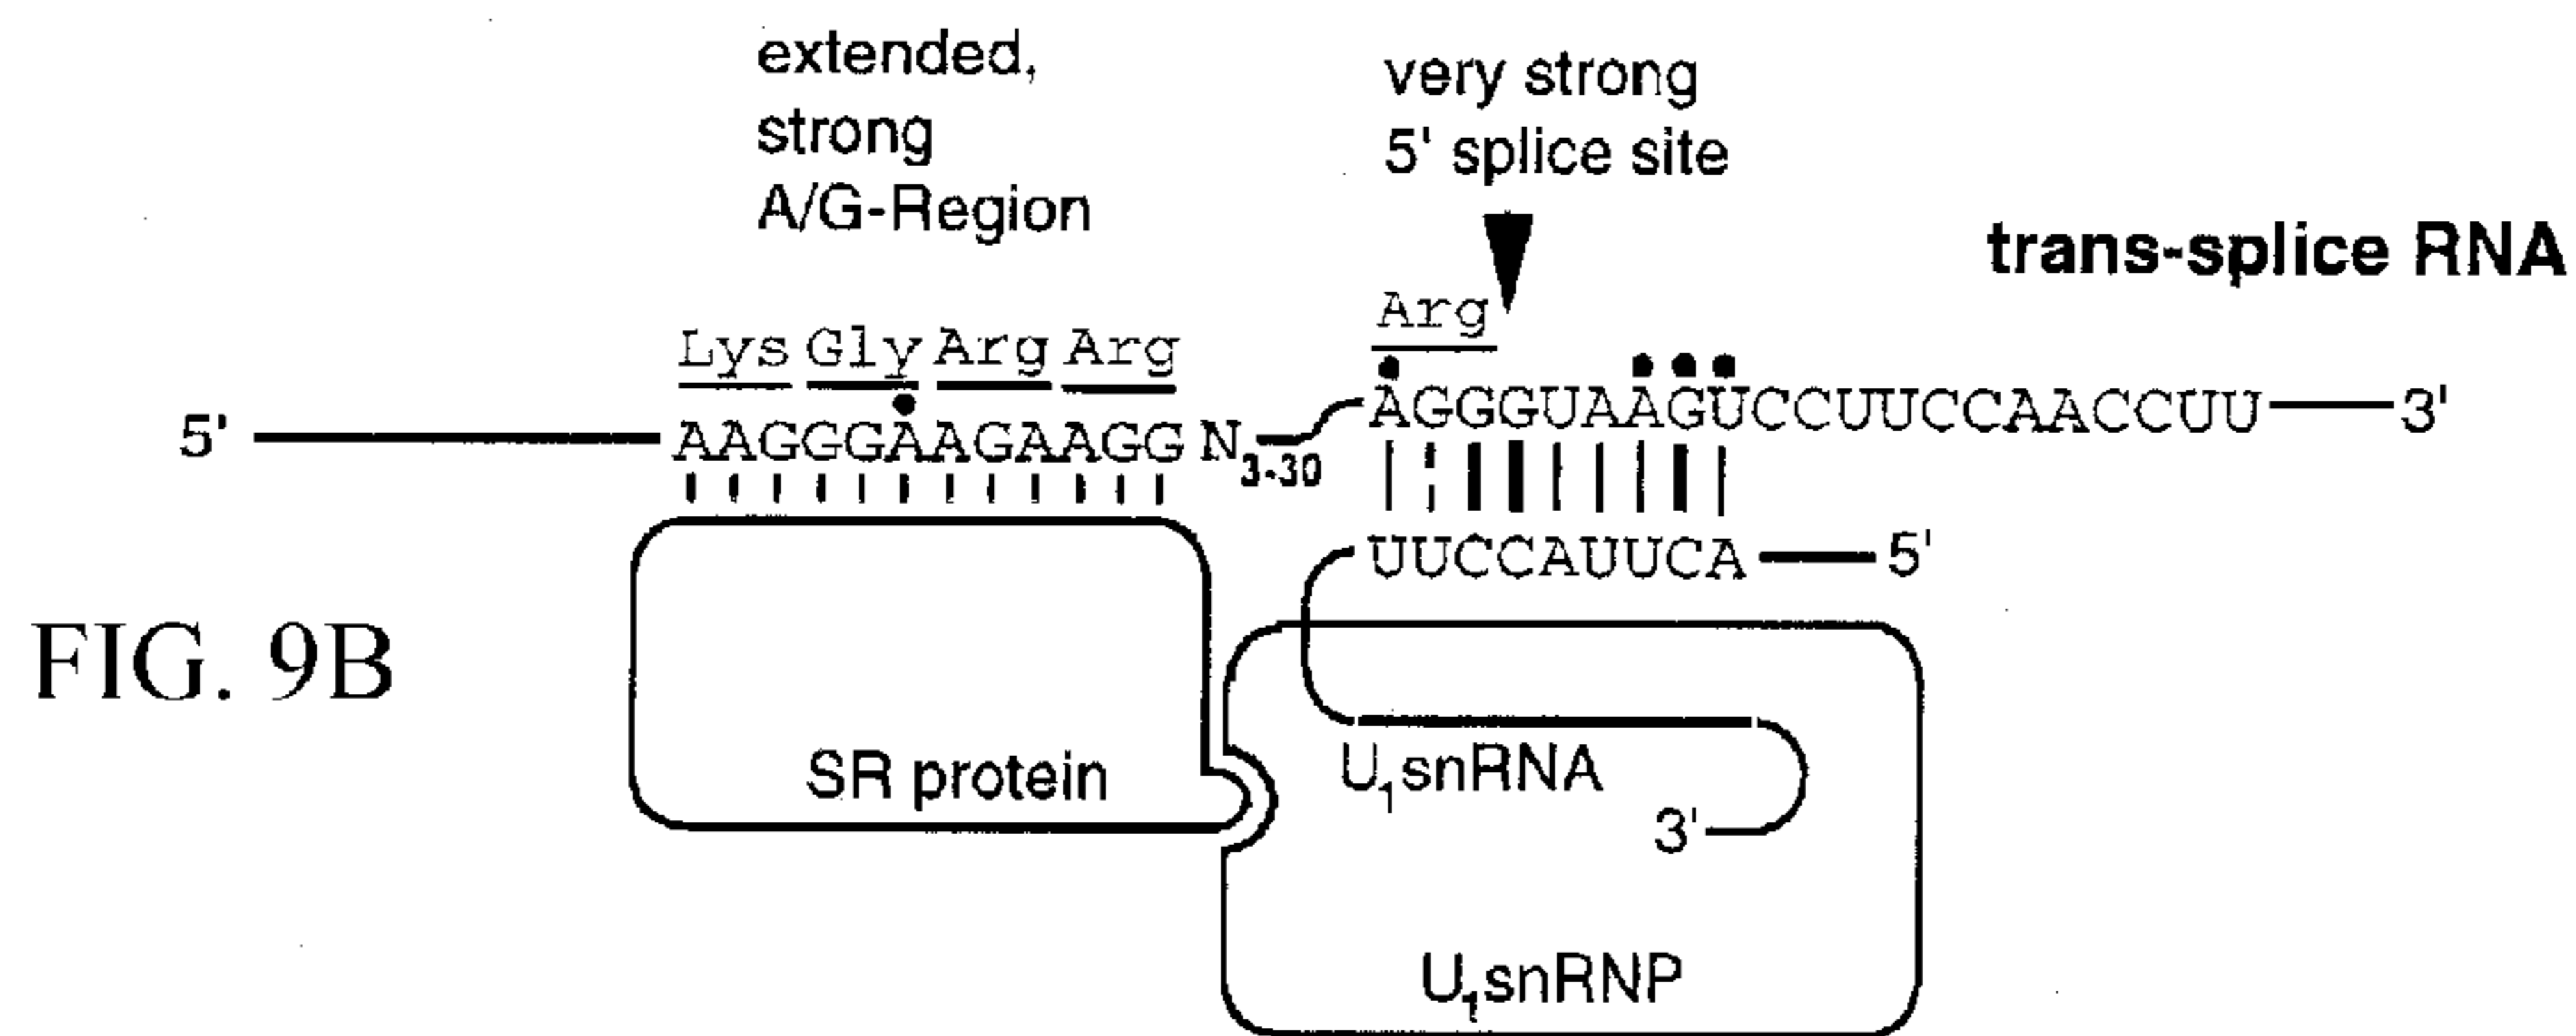 extended,
strong
A/G-Region
very strong
5' splice site
trans-splice RNA
Lys Gly Arg Arg
Arg
5'
AAGGGAAGAAGG N3-30
AGGGUAAGUCCUUCCAACCUU
3'
UUCCAUUCA
5'
FIG. 9B
SR protein
U1snRNA
3'
U1snRNP